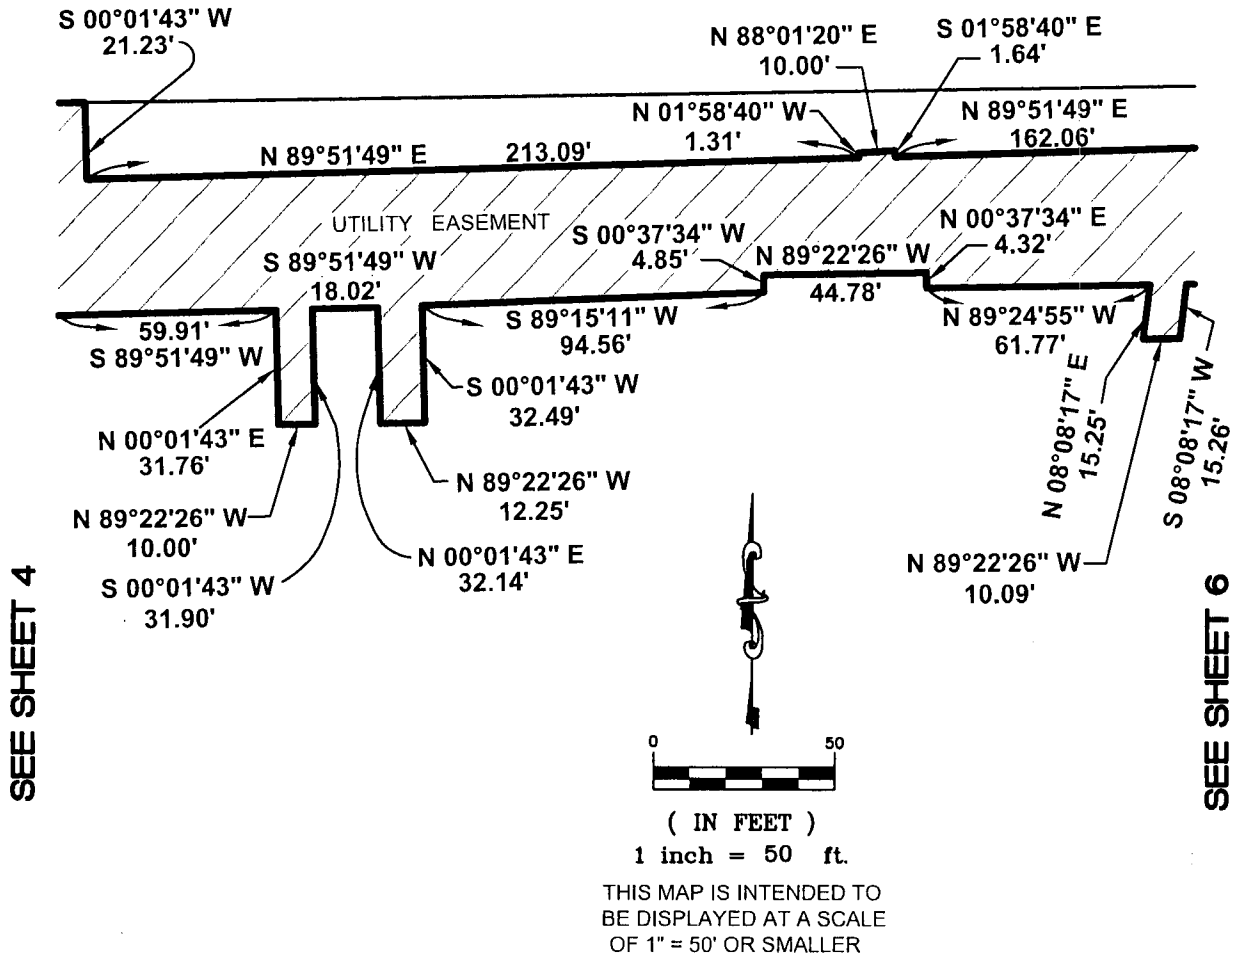 S 00°01'43" W
21.23'
N 88°01'20" E
10.00'
S 01°58'40" E
1.64'
N 01°58'40" W
1.31'
N 89°51'49" E
162.06'
N 89°51'49" E 213.09'
UTILITY EASEMENT
S 89°51'49" W
18.02'
S 00°37'34" W
4.85'
N 89°22'26" W
44.78'
N 00°37'34" E
4.32'
59.91'
S 89°51'49" W
S 89°15'11" W
94.56'
N 89°24'55" W
61.77'
S 00°01'43" W
32.49'
N 00°01'43" E
31.76'
N 89°22'26" W
12.25'
N 08°08'17" E
15.25'
S 08°08'17" W
15.26'
N 89°22'26" W
10.00'
N 00°01'43" E
32.14'
S 00°01'43" W
31.90'
N 89°22'26" W
10.09'
SEE SHEET 4
SEE SHEET 6
0 50
( IN FEET )
1 inch = 50 ft.
THIS MAP IS INTENDED TO
BE DISPLAYED AT A SCALE
OF 1" = 50' OR SMALLER